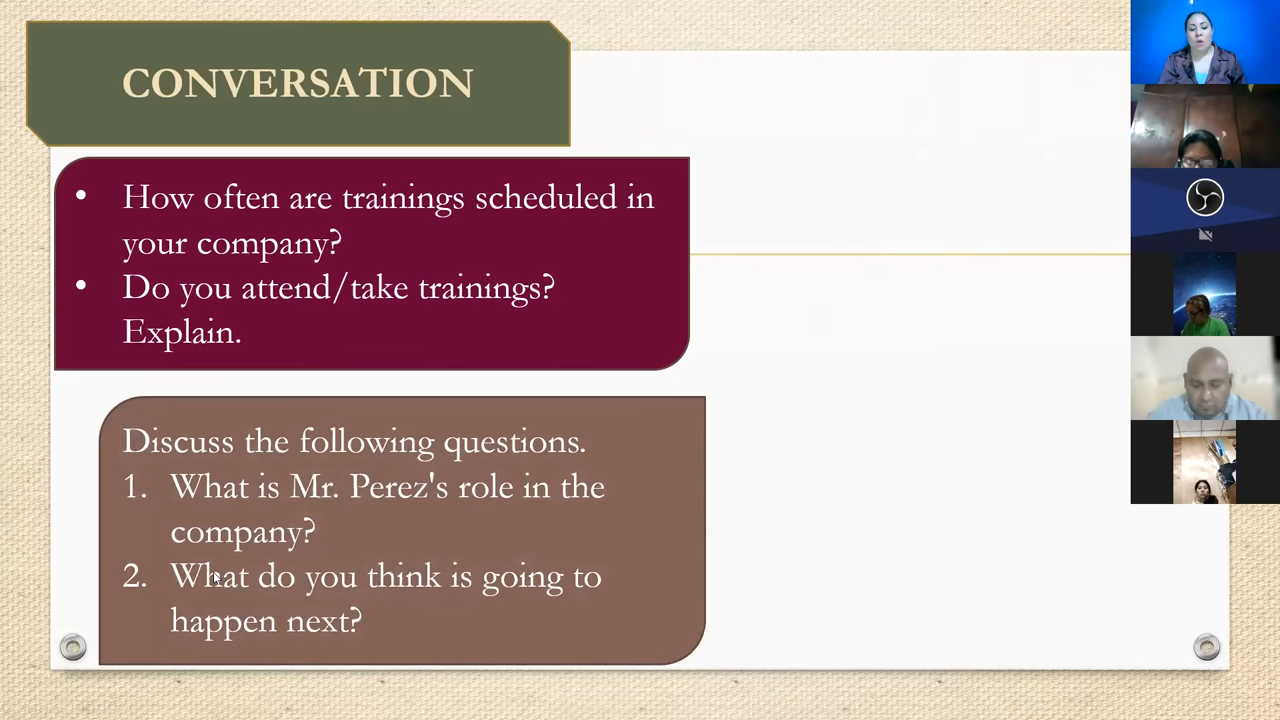 CONVERSATION
• How often are trainings scheduled in
your company?
• Do you attend/take trainings?
Explain.
Discuss the following questions.
1. What is Mr. Perez's role in the
company?
2. What do you think is going to
happen next?